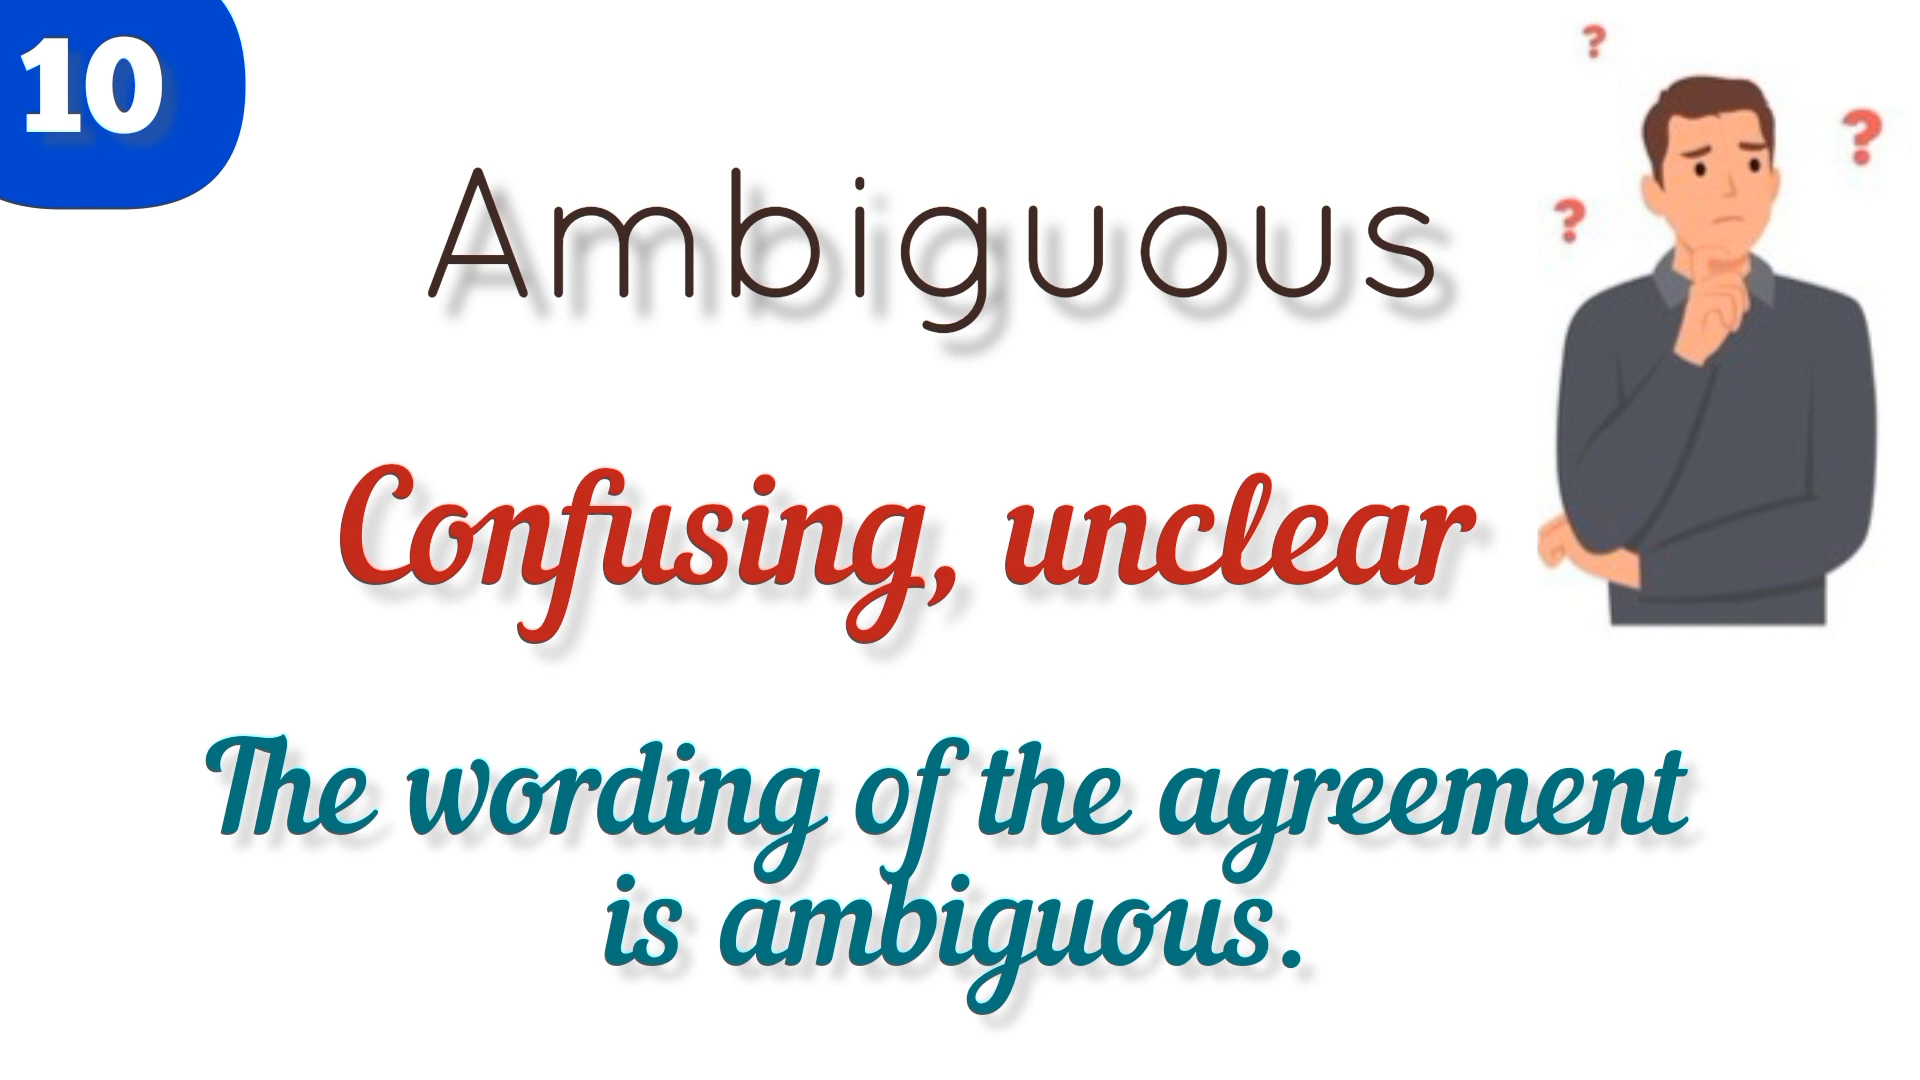 10
Ambiguous
Confusing, unclear
The wording of the agreement
is ambiguous.
? ? ?